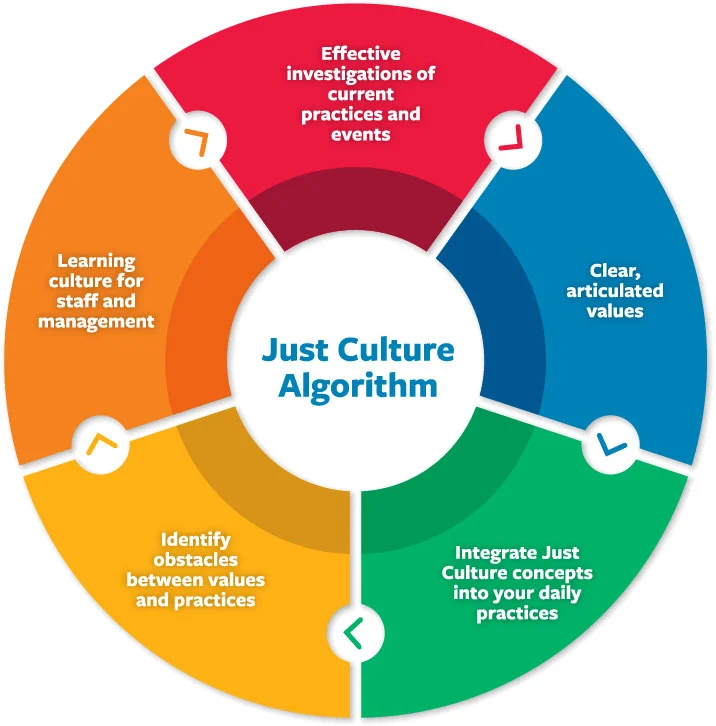 Effective
investigations of
current
practices and
events
Clear,
articulated
values
Integrate Just
Culture concepts
into your daily
practices
Identify
obstacles
between values
and practices
Learning
culture for
staff and
management
Just Culture
Algorithm